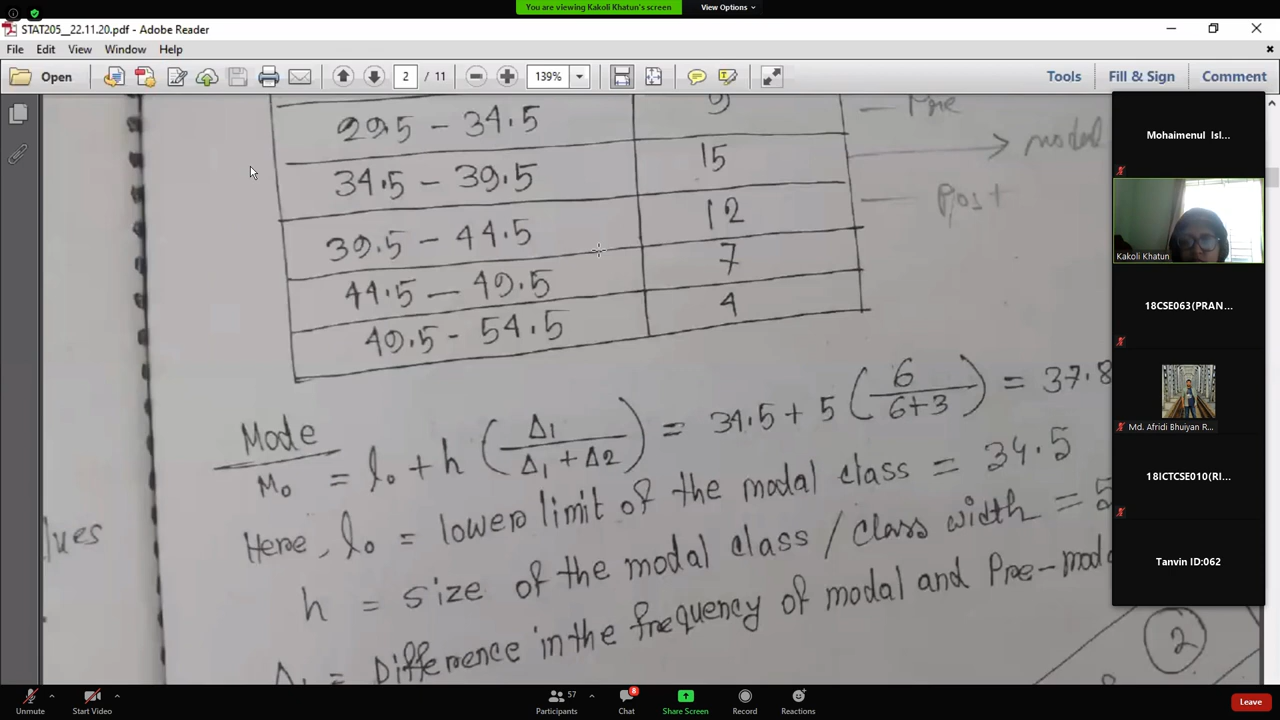 You are viewing Kakoli Khatun's screen
View Options
STAT205__22.11.20.pdf - Adobe Reader
File Edit View Window Help
Open
2 / 11
139%
Tools
Fill & Sign
Comment
29.5 - 34.5 9 — Pre
34.5 - 39.5 15 modal
39.5 - 44.5 12 — Post
44.5 - 49.5 7
49.5 - 54.5 4
Mode
M₀ = l₀ + h (Δ₁ / Δ₁ + Δ2) = 34.5 + 5 (6 / 6+3) = 37.8
Here, l₀ = lower limit of the modal class = 34.5
h = size of the modal class / class width = 5
= Difference in the frequency of modal and Pre-moda
lues
2
Mohaimenul Isl...
Kakoli Khatun
18CSE063(PRAN...
Md. Afridi Bhuiyan R...
18ICTCSE010(RI...
Tanvin ID:062
Unmute
Start Video
57
Participants
8
Chat
Share Screen
Record
Reactions
Leave